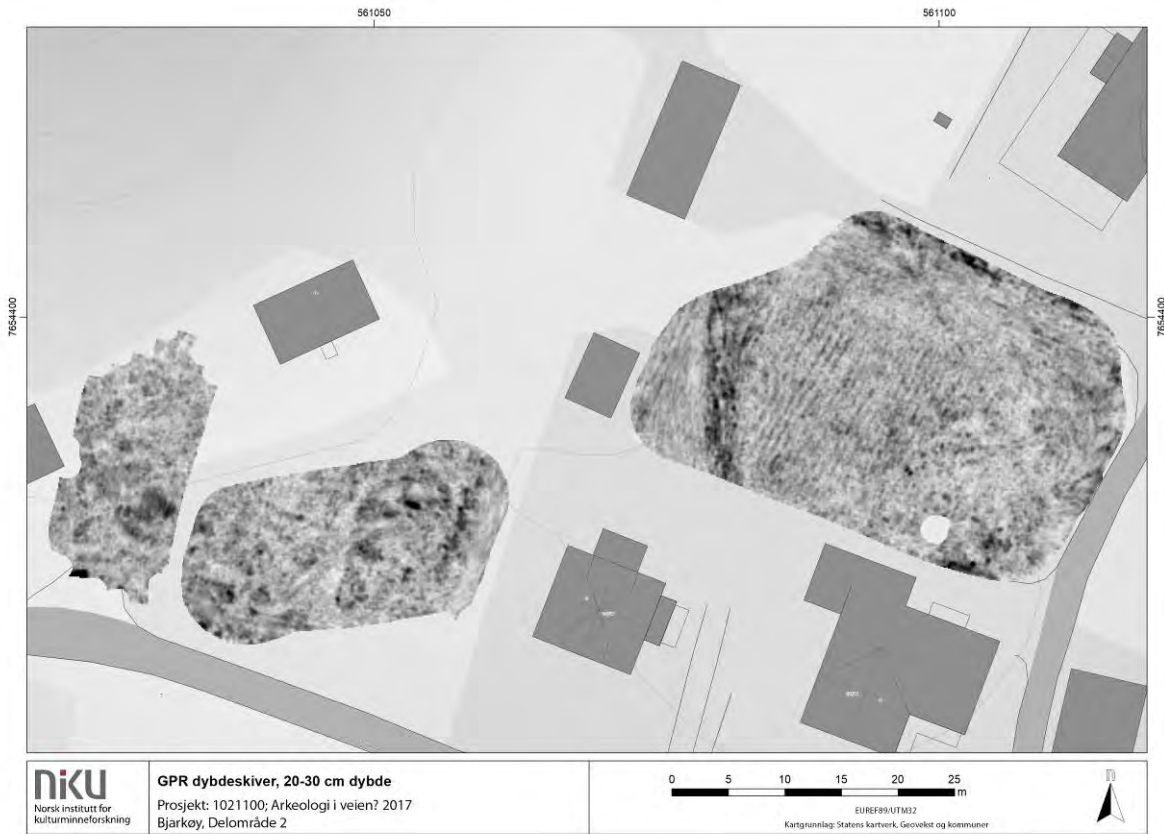 561050
561100
7654400
7654400
niku
Norsk institutt for
kulturminneforskning
GPR dybdeskiver, 20-30 cm dybde
Prosjekt: 1021100; Arkeologi i veien? 2017
Bjarkøy, Delområde 2
0 5 10 15 20 25
m
EUREF89/UTM32
Kartgrunnlag: Statens kartverk, Geovekst og kommuner
n